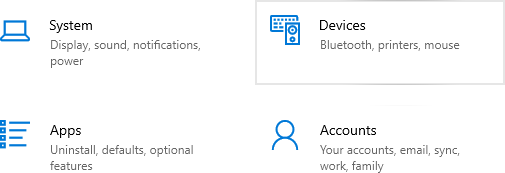 System
Display, sound, notifications,
power
Devices
Bluetooth, printers, mouse
Apps
Uninstall, defaults, optional
features
Accounts
Your accounts, email, sync,
work, family